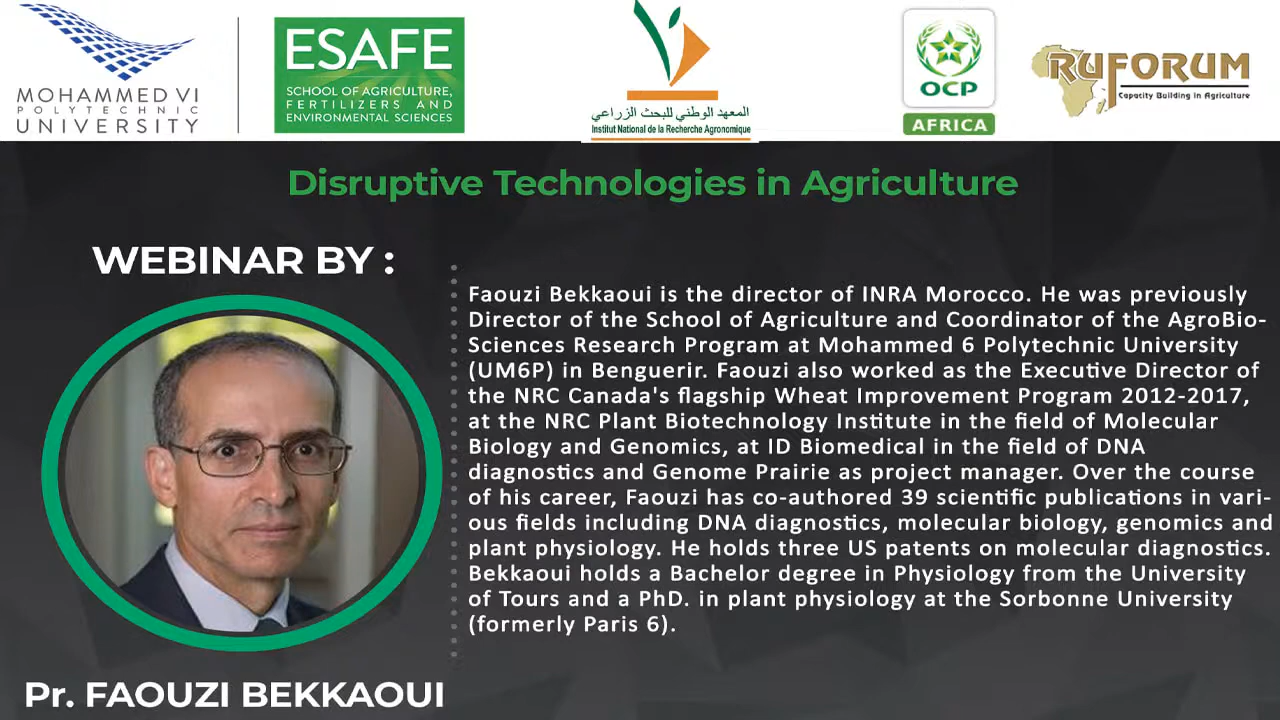 MOHAMMED VI
POLYTECHNIC
UNIVERSITY
ESAFE
SCHOOL OF AGRICULTURE,
FERTILIZERS AND
ENVIRONMENTAL SCIENCES
المعهد الوطني للبحث الزراعي
Institut National de la Recherche Agronomique
OCP
AFRICA
RUFORUM
Capacity Building in Agriculture
Disruptive Technologies in Agriculture
WEBINAR BY :
Faouzi Bekkaoui is the director of INRA Morocco. He was previously
Director of the School of Agriculture and Coordinator of the AgroBio-
Sciences Research Program at Mohammed 6 Polytechnic University
(UM6P) in Benguerir. Faouzi also worked as the Executive Director of
the NRC Canada's flagship Wheat Improvement Program 2012-2017,
at the NRC Plant Biotechnology Institute in the field of Molecular
Biology and Genomics, at ID Biomedical in the field of DNA
diagnostics and Genome Prairie as project manager. Over the course
of his career, Faouzi has co-authored 39 scientific publications in vari-
ous fields including DNA diagnostics, molecular biology, genomics and
plant physiology. He holds three US patents on molecular diagnostics.
Bekkaoui holds a Bachelor degree in Physiology from the University
of Tours and a PhD. in plant physiology at the Sorbonne University
(formerly Paris 6).
Pr. FAOUZI BEKKAOUI